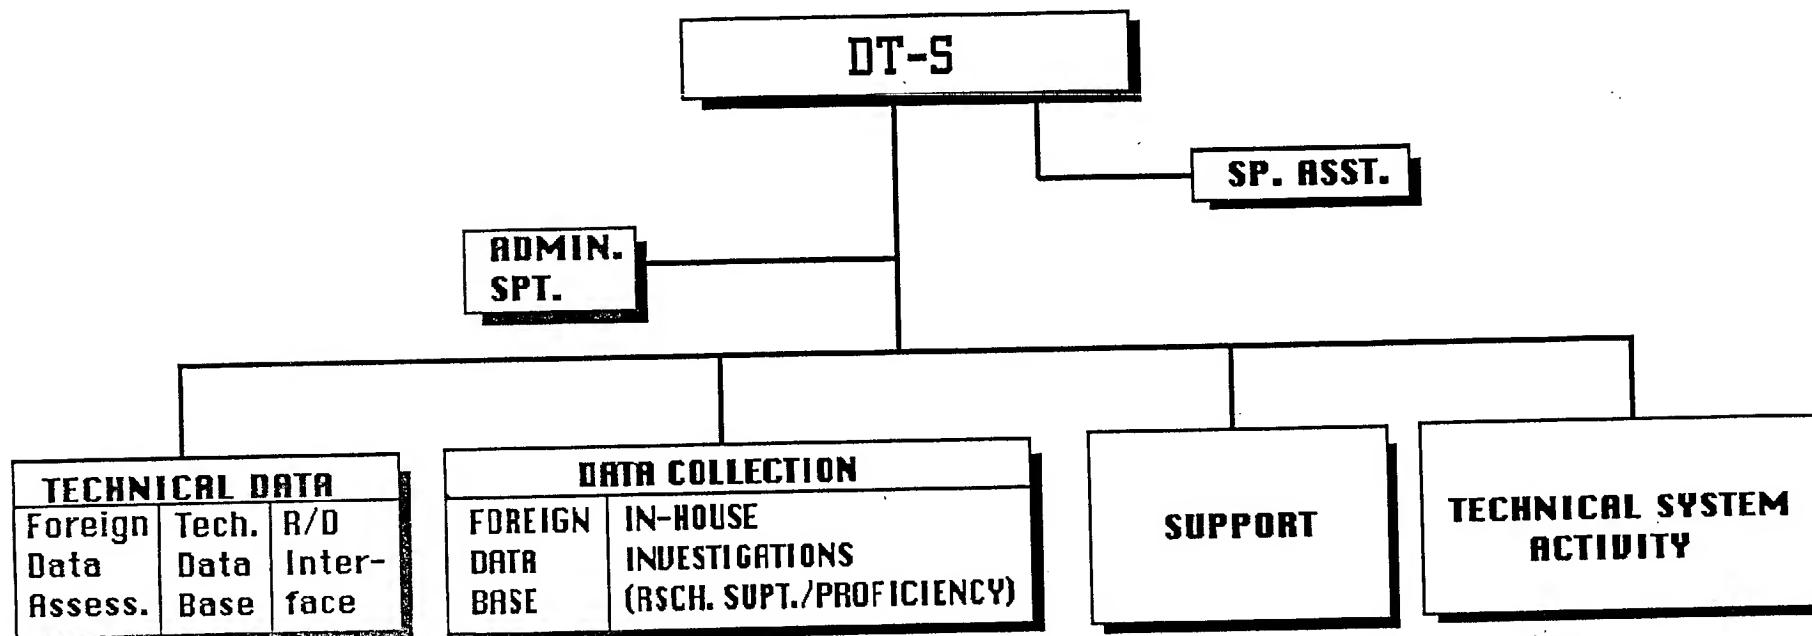 DT-S
SP. ASST.
ADMIN.
SPT.
TECHNICAL DATA
Foreign
Data
Assess.
Tech.
Data
Base
R/D
Inter-
face
DATA COLLECTION
FOREIGN
DATA
BASE
IN-HOUSE
INVESTIGATIONS
(RSCH. SUPT./PROFICIENCY)
SUPPORT
TECHNICAL SYSTEM
ACTIVITY